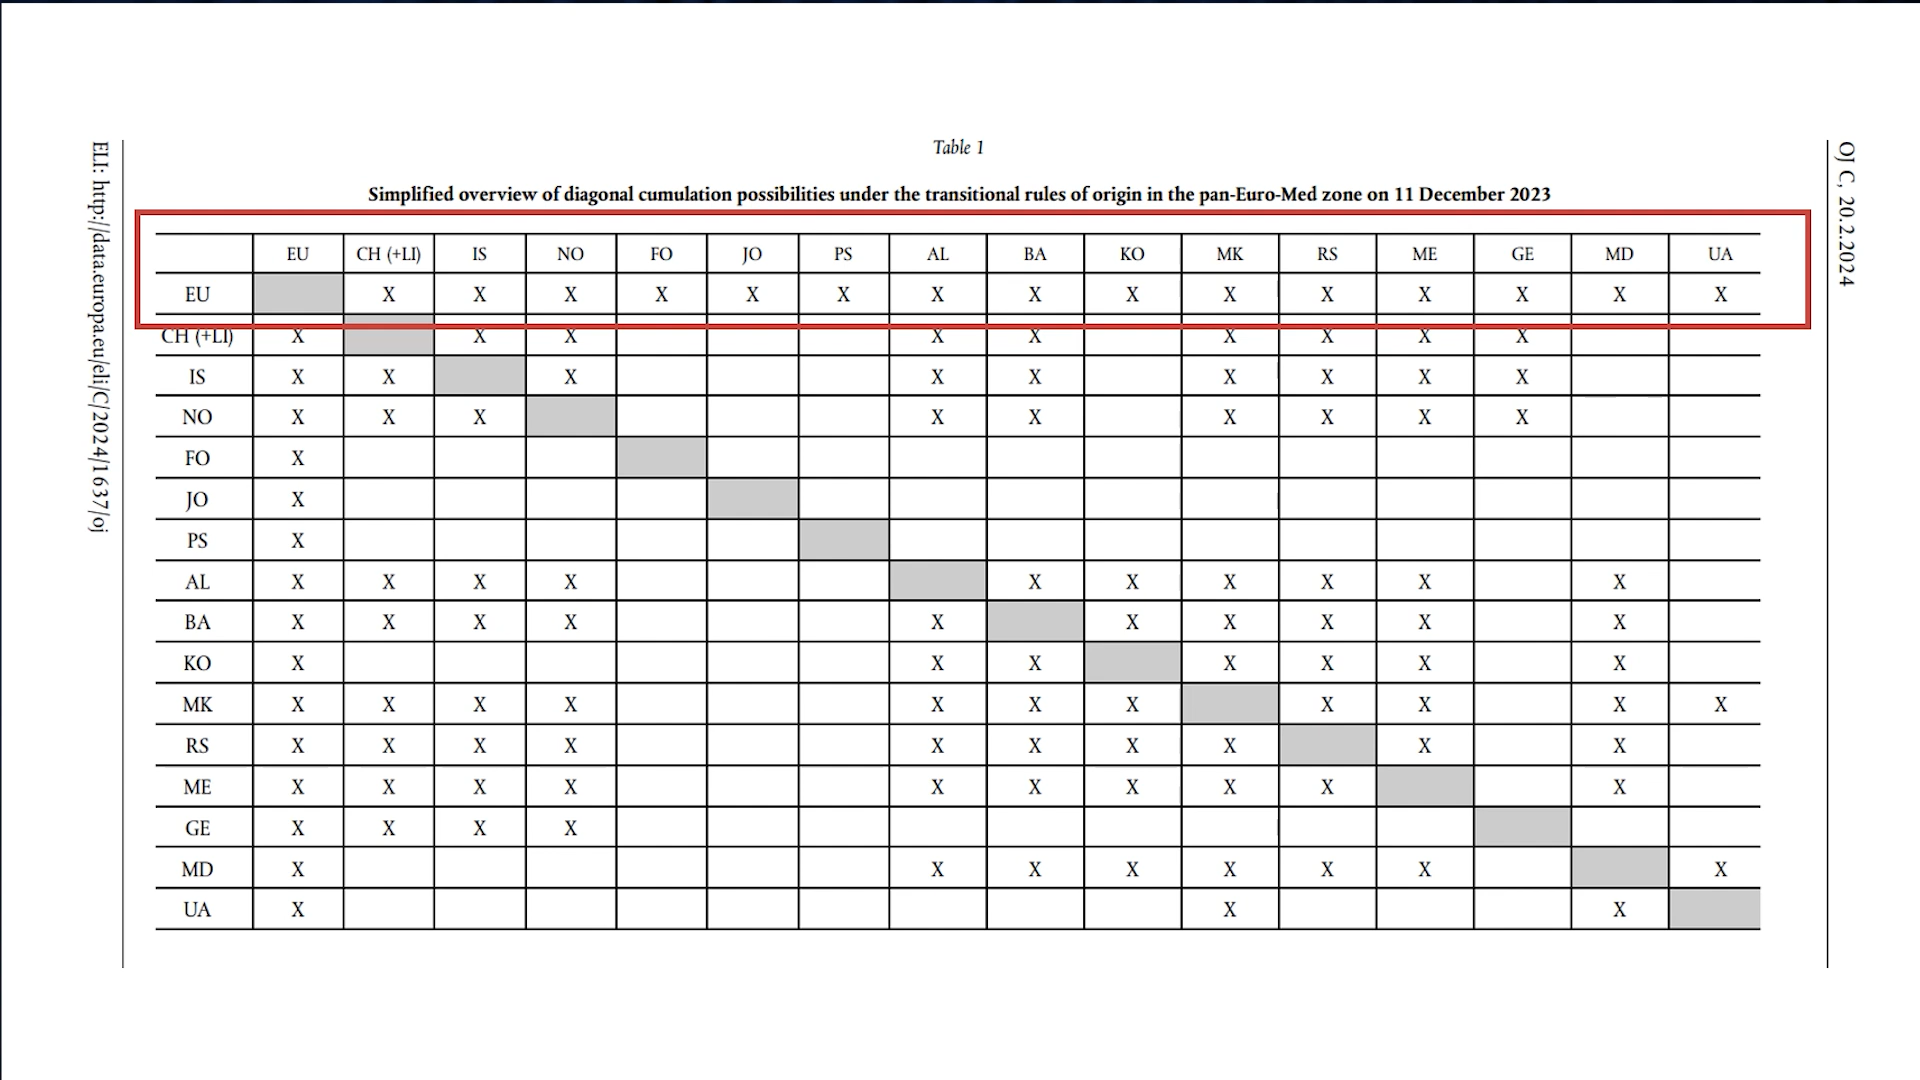 Table 1
Simplified overview of diagonal cumulation possibilities under the transitional rules of origin in the pan-Euro-Med zone on 11 December 2023
EU CH (+LI) IS NO FO JO PS AL BA KO MK RS ME GE MD UA
EU X X X X X X X X X X X X X X X
CH (+LI) X X X X X X X X X
IS X X X X X X X X X
NO X X X X X X X X X
FO X
JO X
PS X
AL X X X X X X X X X X
BA X X X X X X X X X X
KO X X X X X X X
MK X X X X X X X X X X X
RS X X X X X X X X X X
ME X X X X X X X X X X
GE X X X X
MD X X X X X X X X
UA X X X
ELI: http://data.europa.eu/eli/C/2024/1637/oj
OJ C, 20.2.2024